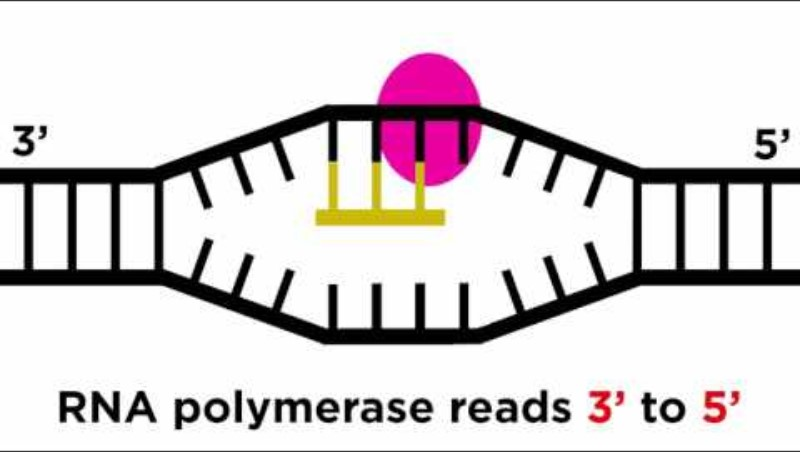 3’
5’
RNA polymerase reads 3’ to 5’